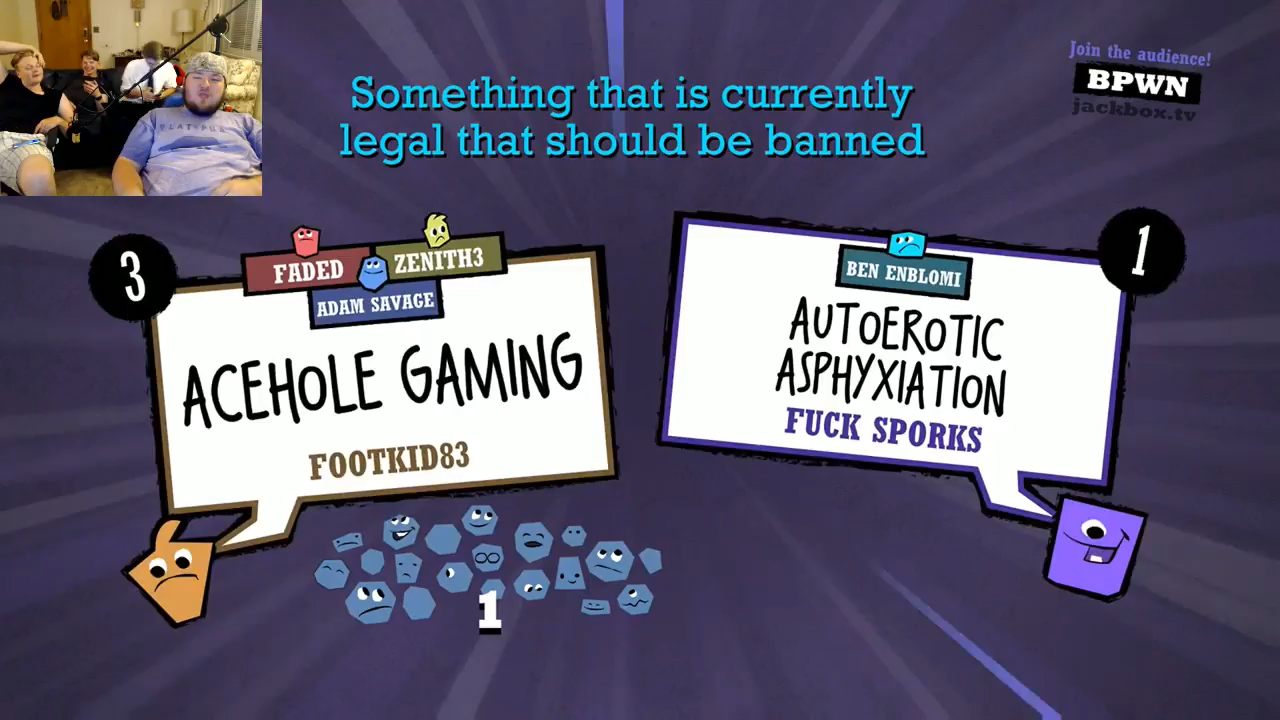 Something that is currently
legal that should be banned
Join the audience!
BPWN
jackbox.tv
PLATYPUS
3
FADED
ZENITH3
ADAM SAVAGE
ACEHOLE GAMING
FOOTKID83
1
BEN ENBLOMI
AUTOEROTIC
ASPHYXIATION
FUCK SPORKS
1